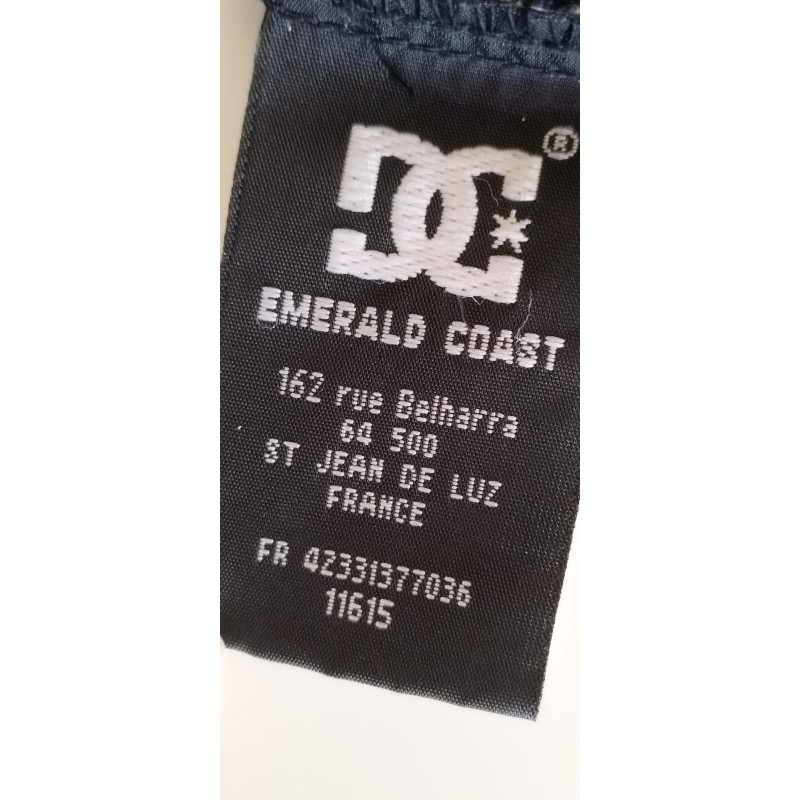 DC®
EMERALD COAST
162 rue Belharra
64 500
ST JEAN DE LUZ
FRANCE
FR 42331377036
11615